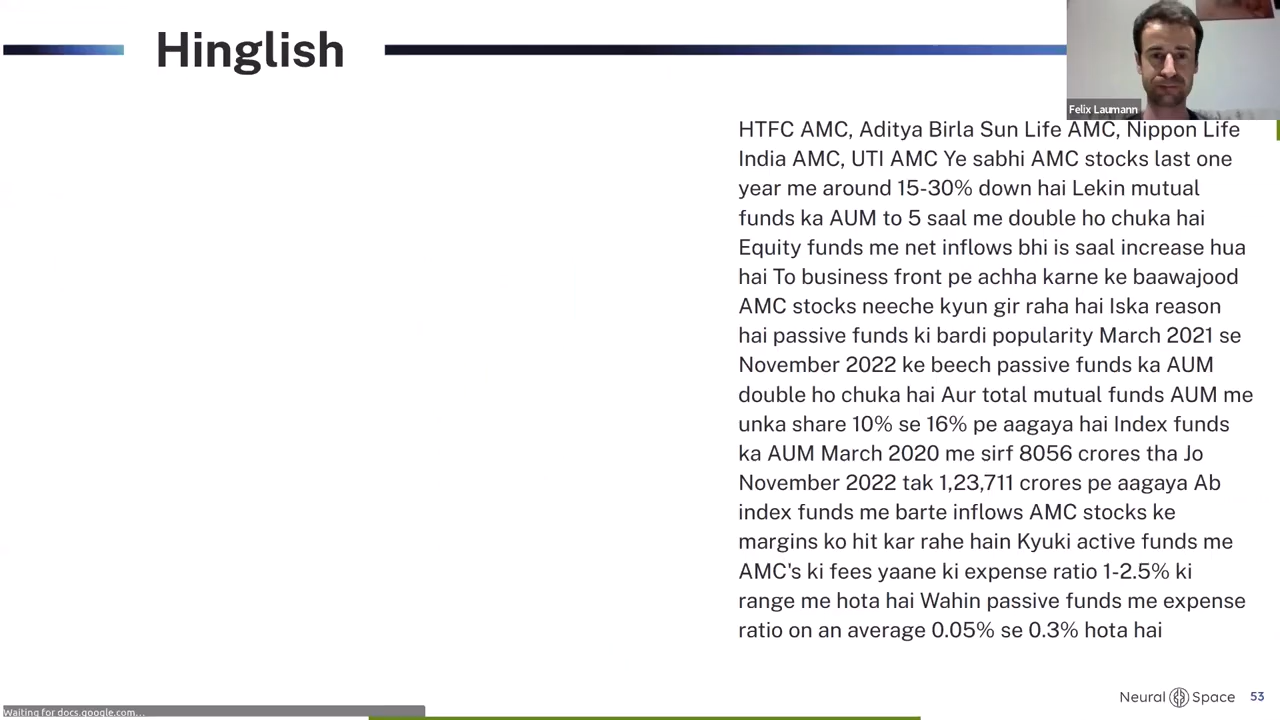 Hinglish
Felix Laumann
HTFC AMC, Aditya Birla Sun Life AMC, Nippon Life
India AMC, UTI AMC Ye sabhi AMC stocks last one
year me around 15-30% down hai Lekin mutual
funds ka AUM to 5 saal me double ho chuka hai
Equity funds me net inflows bhi is saal increase hua
hai To business front pe achha karne ke baawajood
AMC stocks neeche kyun gir raha hai Iska reason
hai passive funds ki bardi popularity March 2021 se
November 2022 ke beech passive funds ka AUM
double ho chuka hai Aur total mutual funds AUM me
unka share 10% se 16% pe aagaya hai Index funds
ka AUM March 2020 me sirf 8056 crores tha Jo
November 2022 tak 1,23,711 crores pe aagaya Ab
index funds me barte inflows AMC stocks ke
margins ko hit kar rahe hain Kyuki active funds me
AMC's ki fees yaane ki expense ratio 1-2.5% ki
range me hota hai Wahin passive funds me expense
ratio on an average 0.05% se 0.3% hota hai
Neural Space 53
Waiting for docs.google.com...